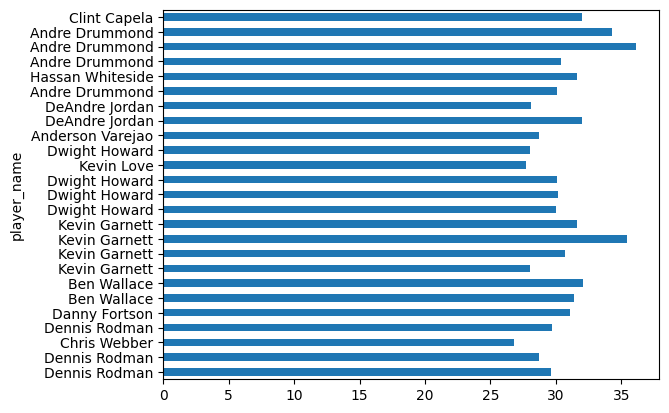 Clint Capela
Andre Drummond
Andre Drummond
Andre Drummond
Hassan Whiteside
Andre Drummond
DeAndre Jordan
DeAndre Jordan
Anderson Varejao
Dwight Howard
Kevin Love
Dwight Howard
Dwight Howard
Dwight Howard
Kevin Garnett
Kevin Garnett
Kevin Garnett
Kevin Garnett
Ben Wallace
Ben Wallace
Danny Fortson
Dennis Rodman
Chris Webber
Dennis Rodman
Dennis Rodman
player_name
0 5 10 15 20 25 30 35